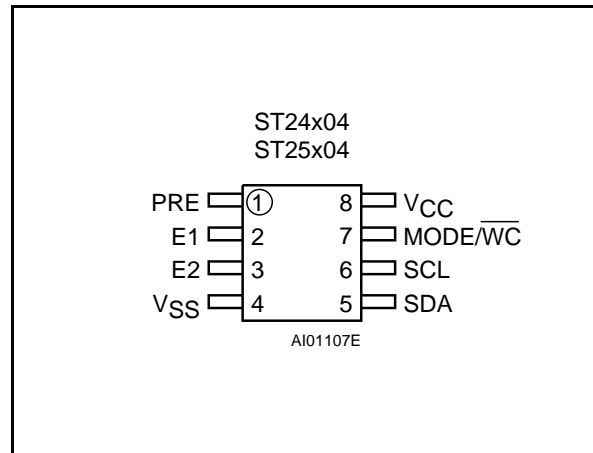 ST24x04
ST25x04
PRE 1 8 VCC
E1 2 7 MODE/WC
E2 3 6 SCL
VSS 4 5 SDA
AI01107E